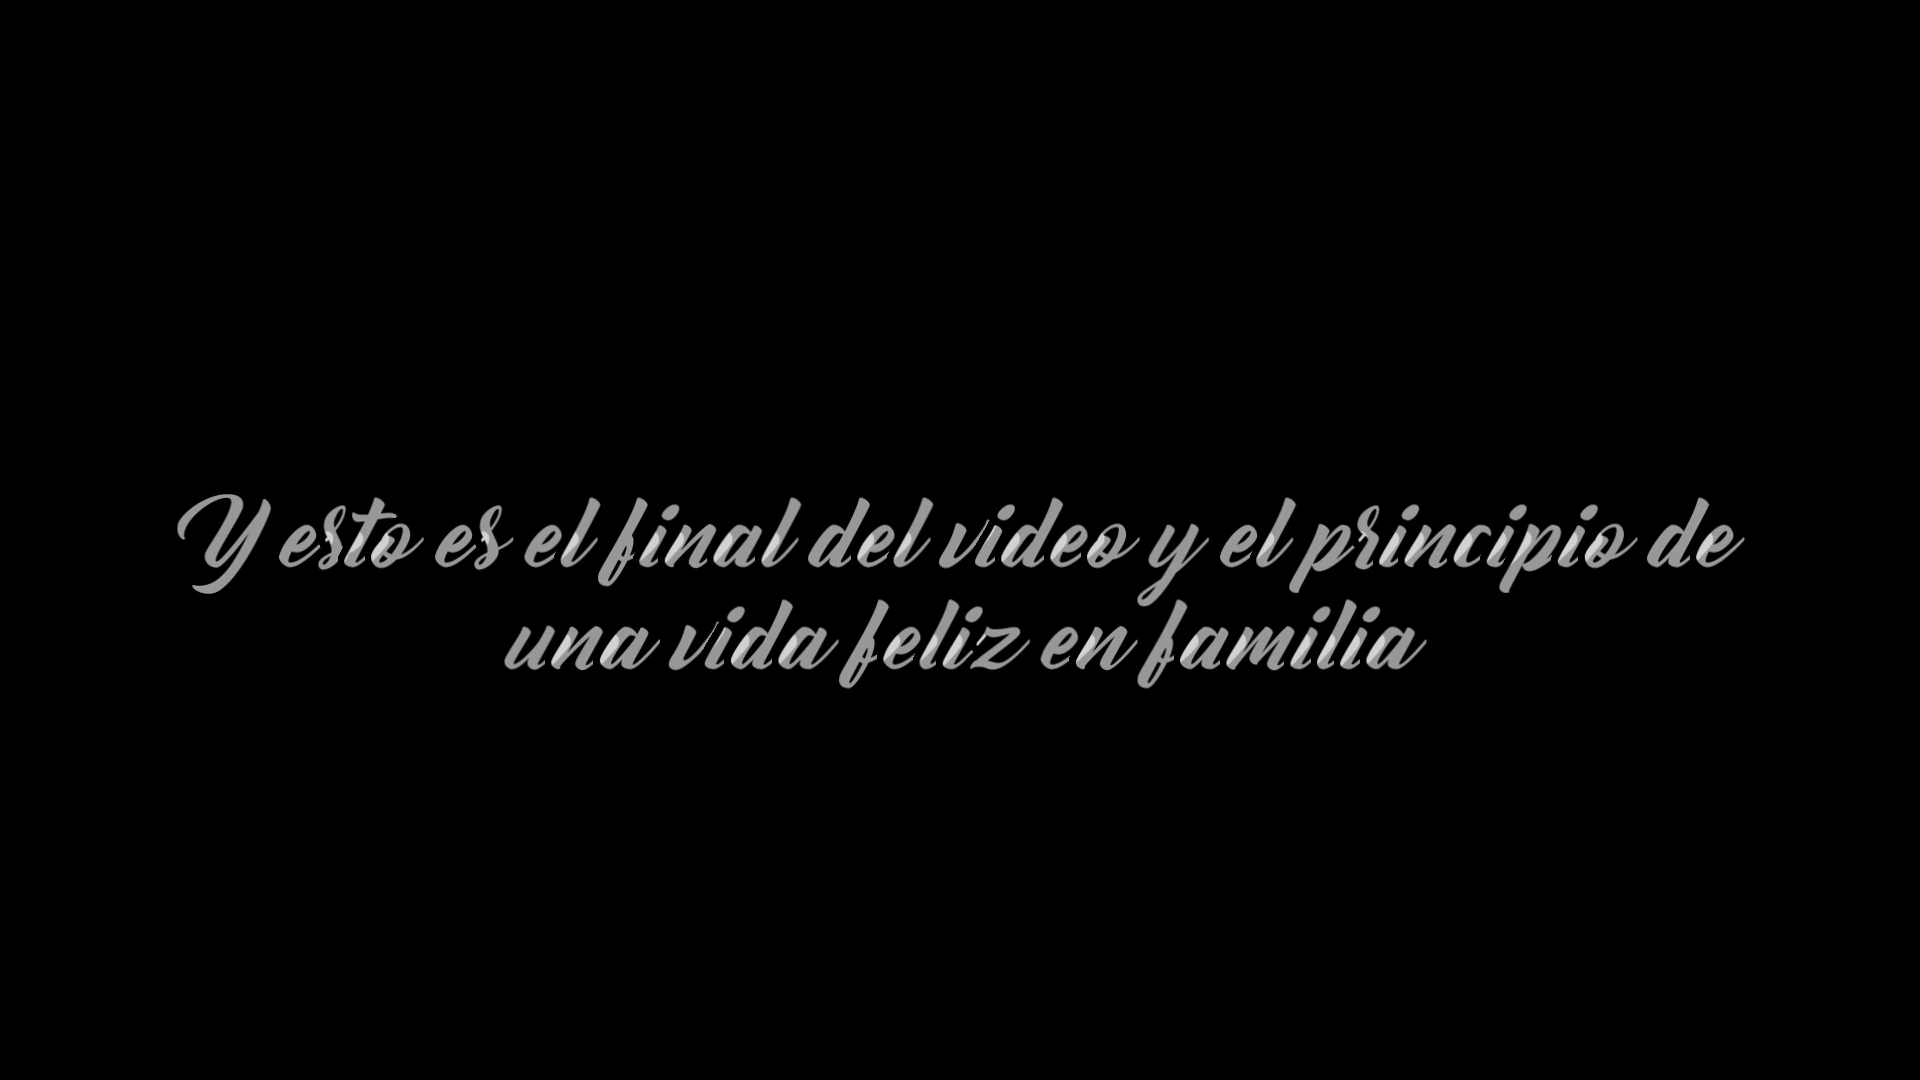 Y esto es el final del video y el principio de
una vida feliz en familia